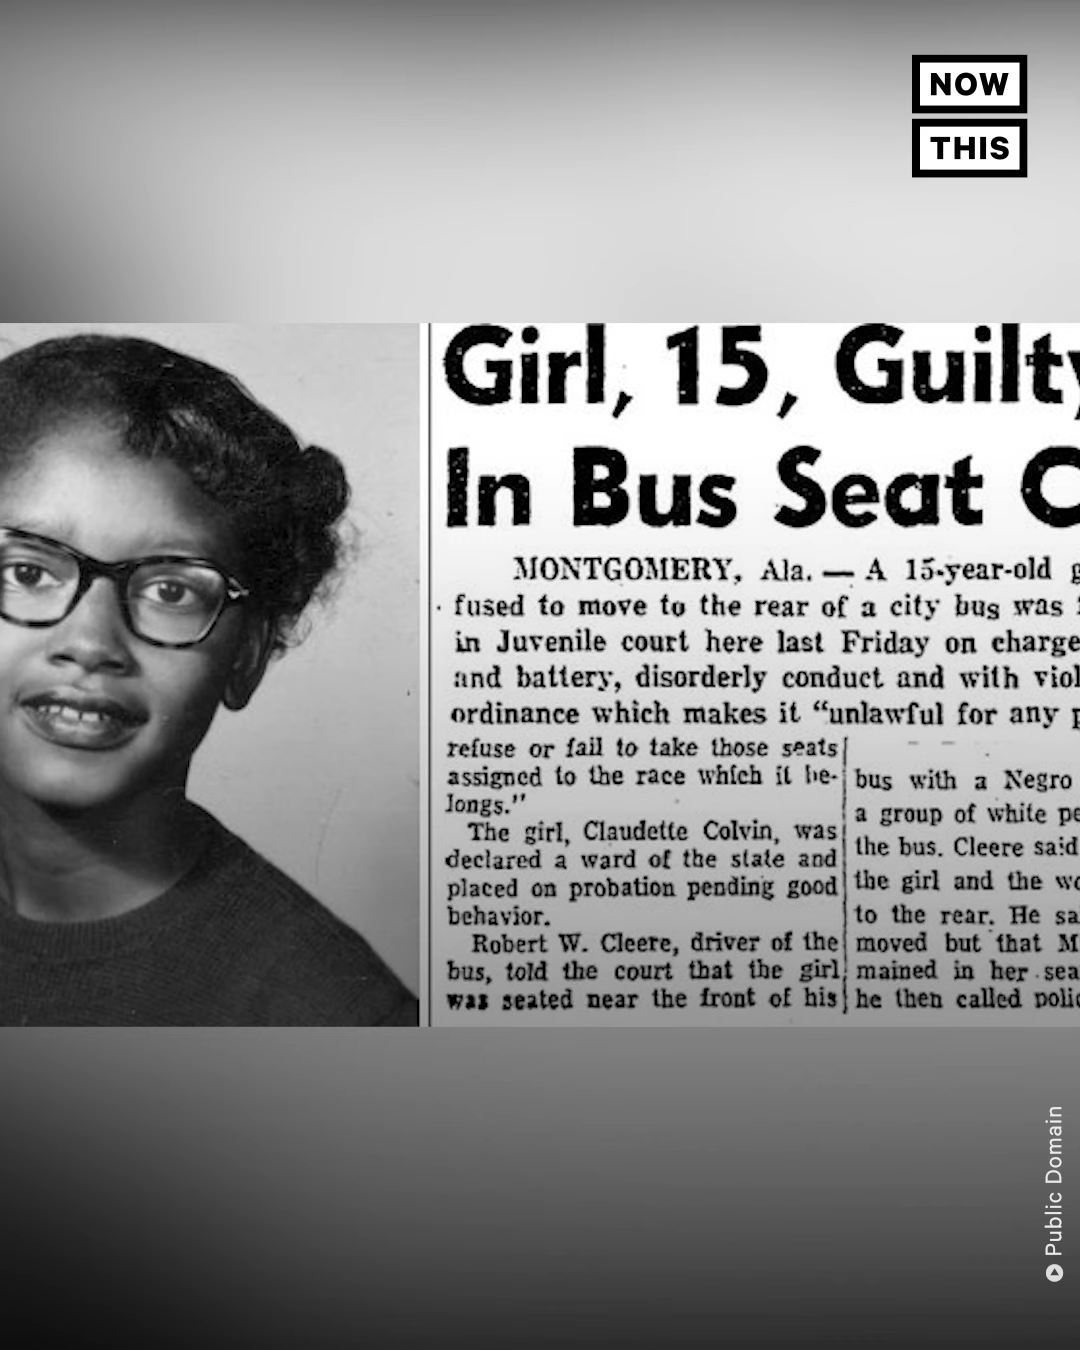 NOW
THIS
Girl, 15, Guilty
In Bus Seat
MONTGOMERY, Ala. — A 15-year-old
fused to move to the rear of a city bus was
in Juvenile court here last Friday on charge
and battery, disorderly conduct and with viol
ordinance which makes it "unlawful for any p
refuse or fail to take those seats
assigned to the race which it be-
longs."
The girl, Claudette Colvin, was
declared a ward of the state and
placed on probation pending good
behavior.
Robert W. Cleere, driver of the
bus, told the court that the girl
was seated near the front of his
bus with a Negro
a group of white pe
the bus. Cleere said
the girl and the wo
to the rear. He sa
moved but that M
mained in her sea
he then called polic
Public Domain